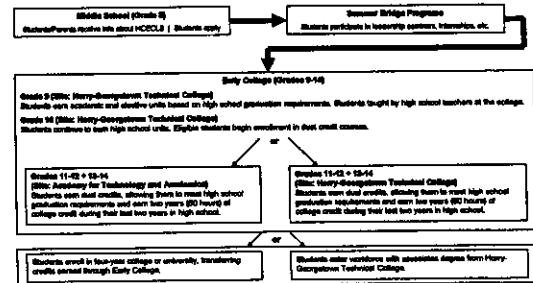 Middle School (Grade 8)
Students/Parents receive info about HCECLS | Students apply
Summer Bridge Programs
Students participate in leadership seminars, internships, etc.
Early College (Grades 9-14)
Grade 9 (Site: Horry-Georgetown Technical College)
Students earn academic and elective units based on high school graduation requirements. Students taught by high school teachers at the college.
Grade 10 (Site: Horry-Georgetown Technical College)
Students continue to earn high school units. Eligible students begin enrollment in dual credit courses.
or
Grades 11-12 + 13-14
(Site: Academy for Technology and Academics)
Students earn dual credits, allowing them to meet high school
graduation requirements and earn two years (60 hours) of
college credit during their last two years in high school.
Grades 11-12 + 13-14
(Site: Horry-Georgetown Technical College)
Students earn dual credits, allowing them to meet high school
graduation requirements and earn two years (60 hours) of
college credit during their last two years in high school.
or
Students enroll in four-year college or university, transferring
credits earned through Early College.
Students enter workforce with associates degree from Horry-
Georgetown Technical College.